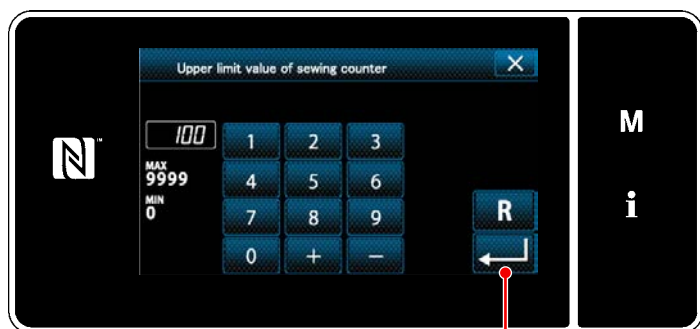 Upper limit value of sewing counter
100
1 2 3
MAX
9999
4 5 6
MIN
0
7 8 9
R
0 + −
M
i
N